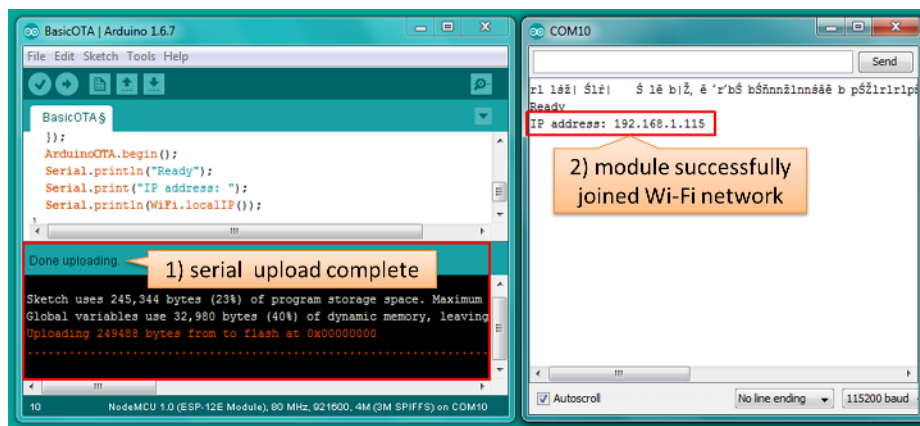 BasicOTA | Arduino 1.6.7
File Edit Sketch Tools Help
BasicOTA §
});
ArduinoOTA.begin();
Serial.println("Ready");
Serial.print("IP address: ");
Serial.println(WiFi.localIP());
}
Done uploading.
1) serial upload complete
Sketch uses 245,344 bytes (23%) of program storage space. Maximum
Global variables use 32,980 bytes (40%) of dynamic memory, leaving
Uploading 249488 bytes from to flash at 0x00000000
10
NodeMCU 1.0 (ESP-12E Module), 80 MHz, 921600, 4M (3M SPIFFS) on COM10
COM10
Send
Ready
IP address: 192.168.1.115
2) module successfully
joined Wi-Fi network
Autoscroll
No line ending
115200 baud